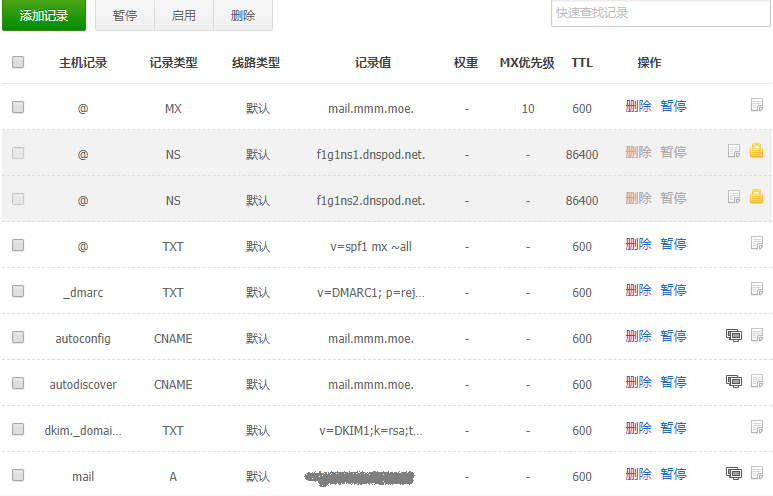 添加记录 暂停 启用 删除 快速查找记录
主机记录 记录类型 线路类型 记录值 权重 MX优先级 TTL 操作
@ MX 默认 mail.mmm.moe. - 10 600 删除 暂停
@ NS 默认 f1g1ns1.dnspod.net. - - 86400 删除 暂停
@ NS 默认 f1g1ns2.dnspod.net. - - 86400 删除 暂停
@ TXT 默认 v=spf1 mx ~all - - 600 删除 暂停
_dmarc TXT 默认 v=DMARC1; p=rej... - - 600 删除 暂停
autoconfig CNAME 默认 mail.mmm.moe. - - 600 删除 暂停
autodiscover CNAME 默认 mail.mmm.moe. - - 600 删除 暂停
dkim._domai... TXT 默认 v=DKIM1;k=rsa;t... - - 600 删除 暂停
mail A 默认 - - 600 删除 暂停